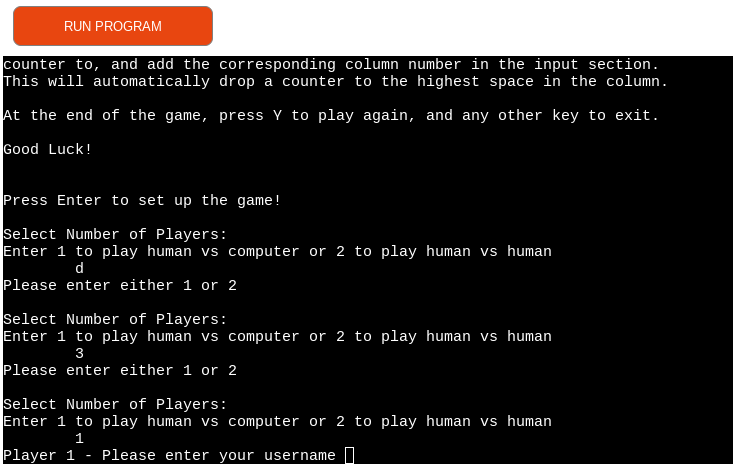 RUN PROGRAM
counter to, and add the corresponding column number in the input section.
This will automatically drop a counter to the highest space in the column.
At the end of the game, press Y to play again, and any other key to exit.
Good Luck!
Press Enter to set up the game!
Select Number of Players:
Enter 1 to play human vs computer or 2 to play human vs human
d
Please enter either 1 or 2
Select Number of Players:
Enter 1 to play human vs computer or 2 to play human vs human
3
Please enter either 1 or 2
Select Number of Players:
Enter 1 to play human vs computer or 2 to play human vs human
1
Player 1 - Please enter your username